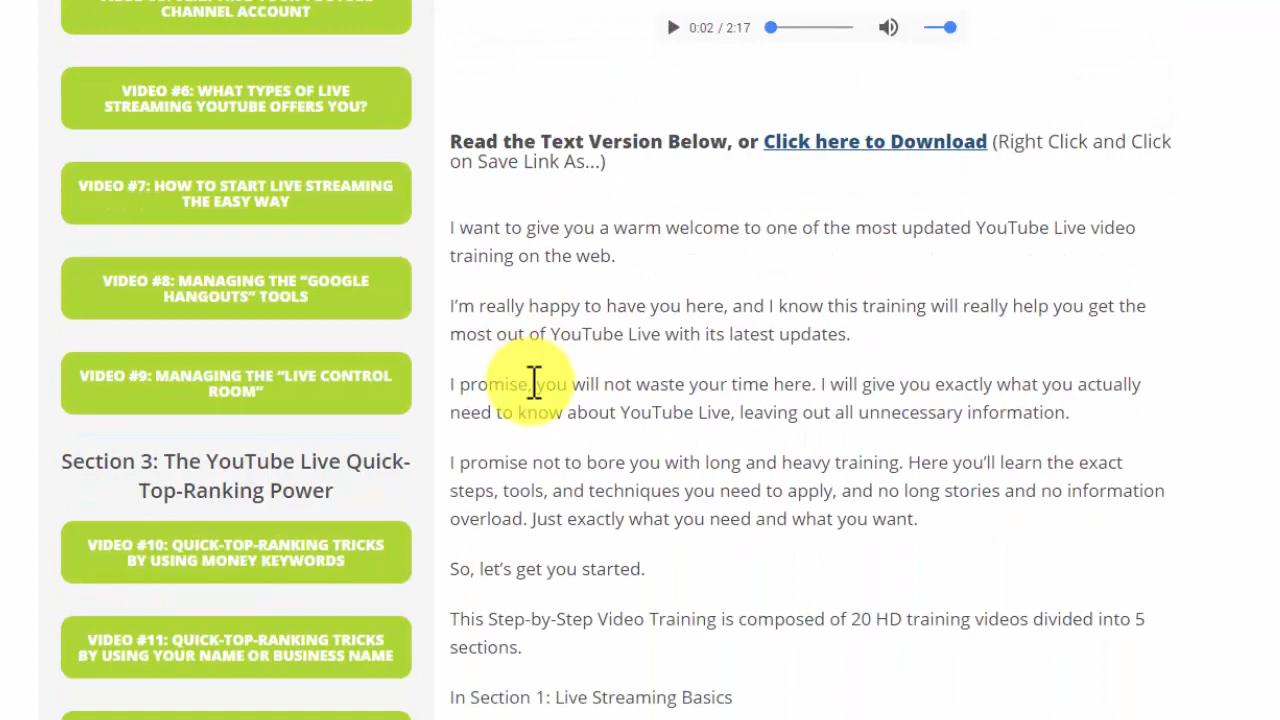 CHANNEL ACCOUNT
VIDEO #6: WHAT TYPES OF LIVE
STREAMING YOUTUBE OFFERS YOU?
VIDEO #7: HOW TO START LIVE STREAMING
THE EASY WAY
VIDEO #8: MANAGING THE “GOOGLE
HANGOUTS” TOOLS
VIDEO #9: MANAGING THE “LIVE CONTROL
ROOM”
Section 3: The YouTube Live Quick-
Top-Ranking Power
VIDEO #10: QUICK-TOP-RANKING TRICKS
BY USING MONEY KEYWORDS
VIDEO #11: QUICK-TOP-RANKING TRICKS
BY USING YOUR NAME OR BUSINESS NAME
0:02 / 2:17
Read the Text Version Below, or Click here to Download (Right Click and Click
on Save Link As...)
I want to give you a warm welcome to one of the most updated YouTube Live video
training on the web.
I’m really happy to have you here, and I know this training will really help you get the
most out of YouTube Live with its latest updates.
I promise, you will not waste your time here. I will give you exactly what you actually
need to know about YouTube Live, leaving out all unnecessary information.
I promise not to bore you with long and heavy training. Here you’ll learn the exact
steps, tools, and techniques you need to apply, and no long stories and no information
overload. Just exactly what you need and what you want.
So, let’s get you started.
This Step-by-Step Video Training is composed of 20 HD training videos divided into 5
sections.
In Section 1: Live Streaming Basics